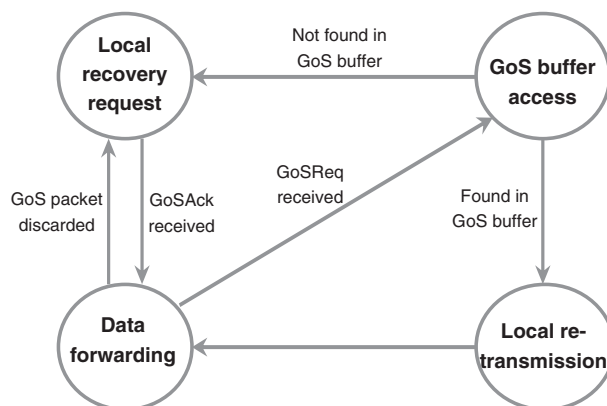 Local
recovery
request
Not found in
GoS buffer
GoS buffer
access
GoS packet
discarded
GoSAck
received
GoSReq
received
Found in
GoS buffer
Data
forwarding
Local re-
transmission